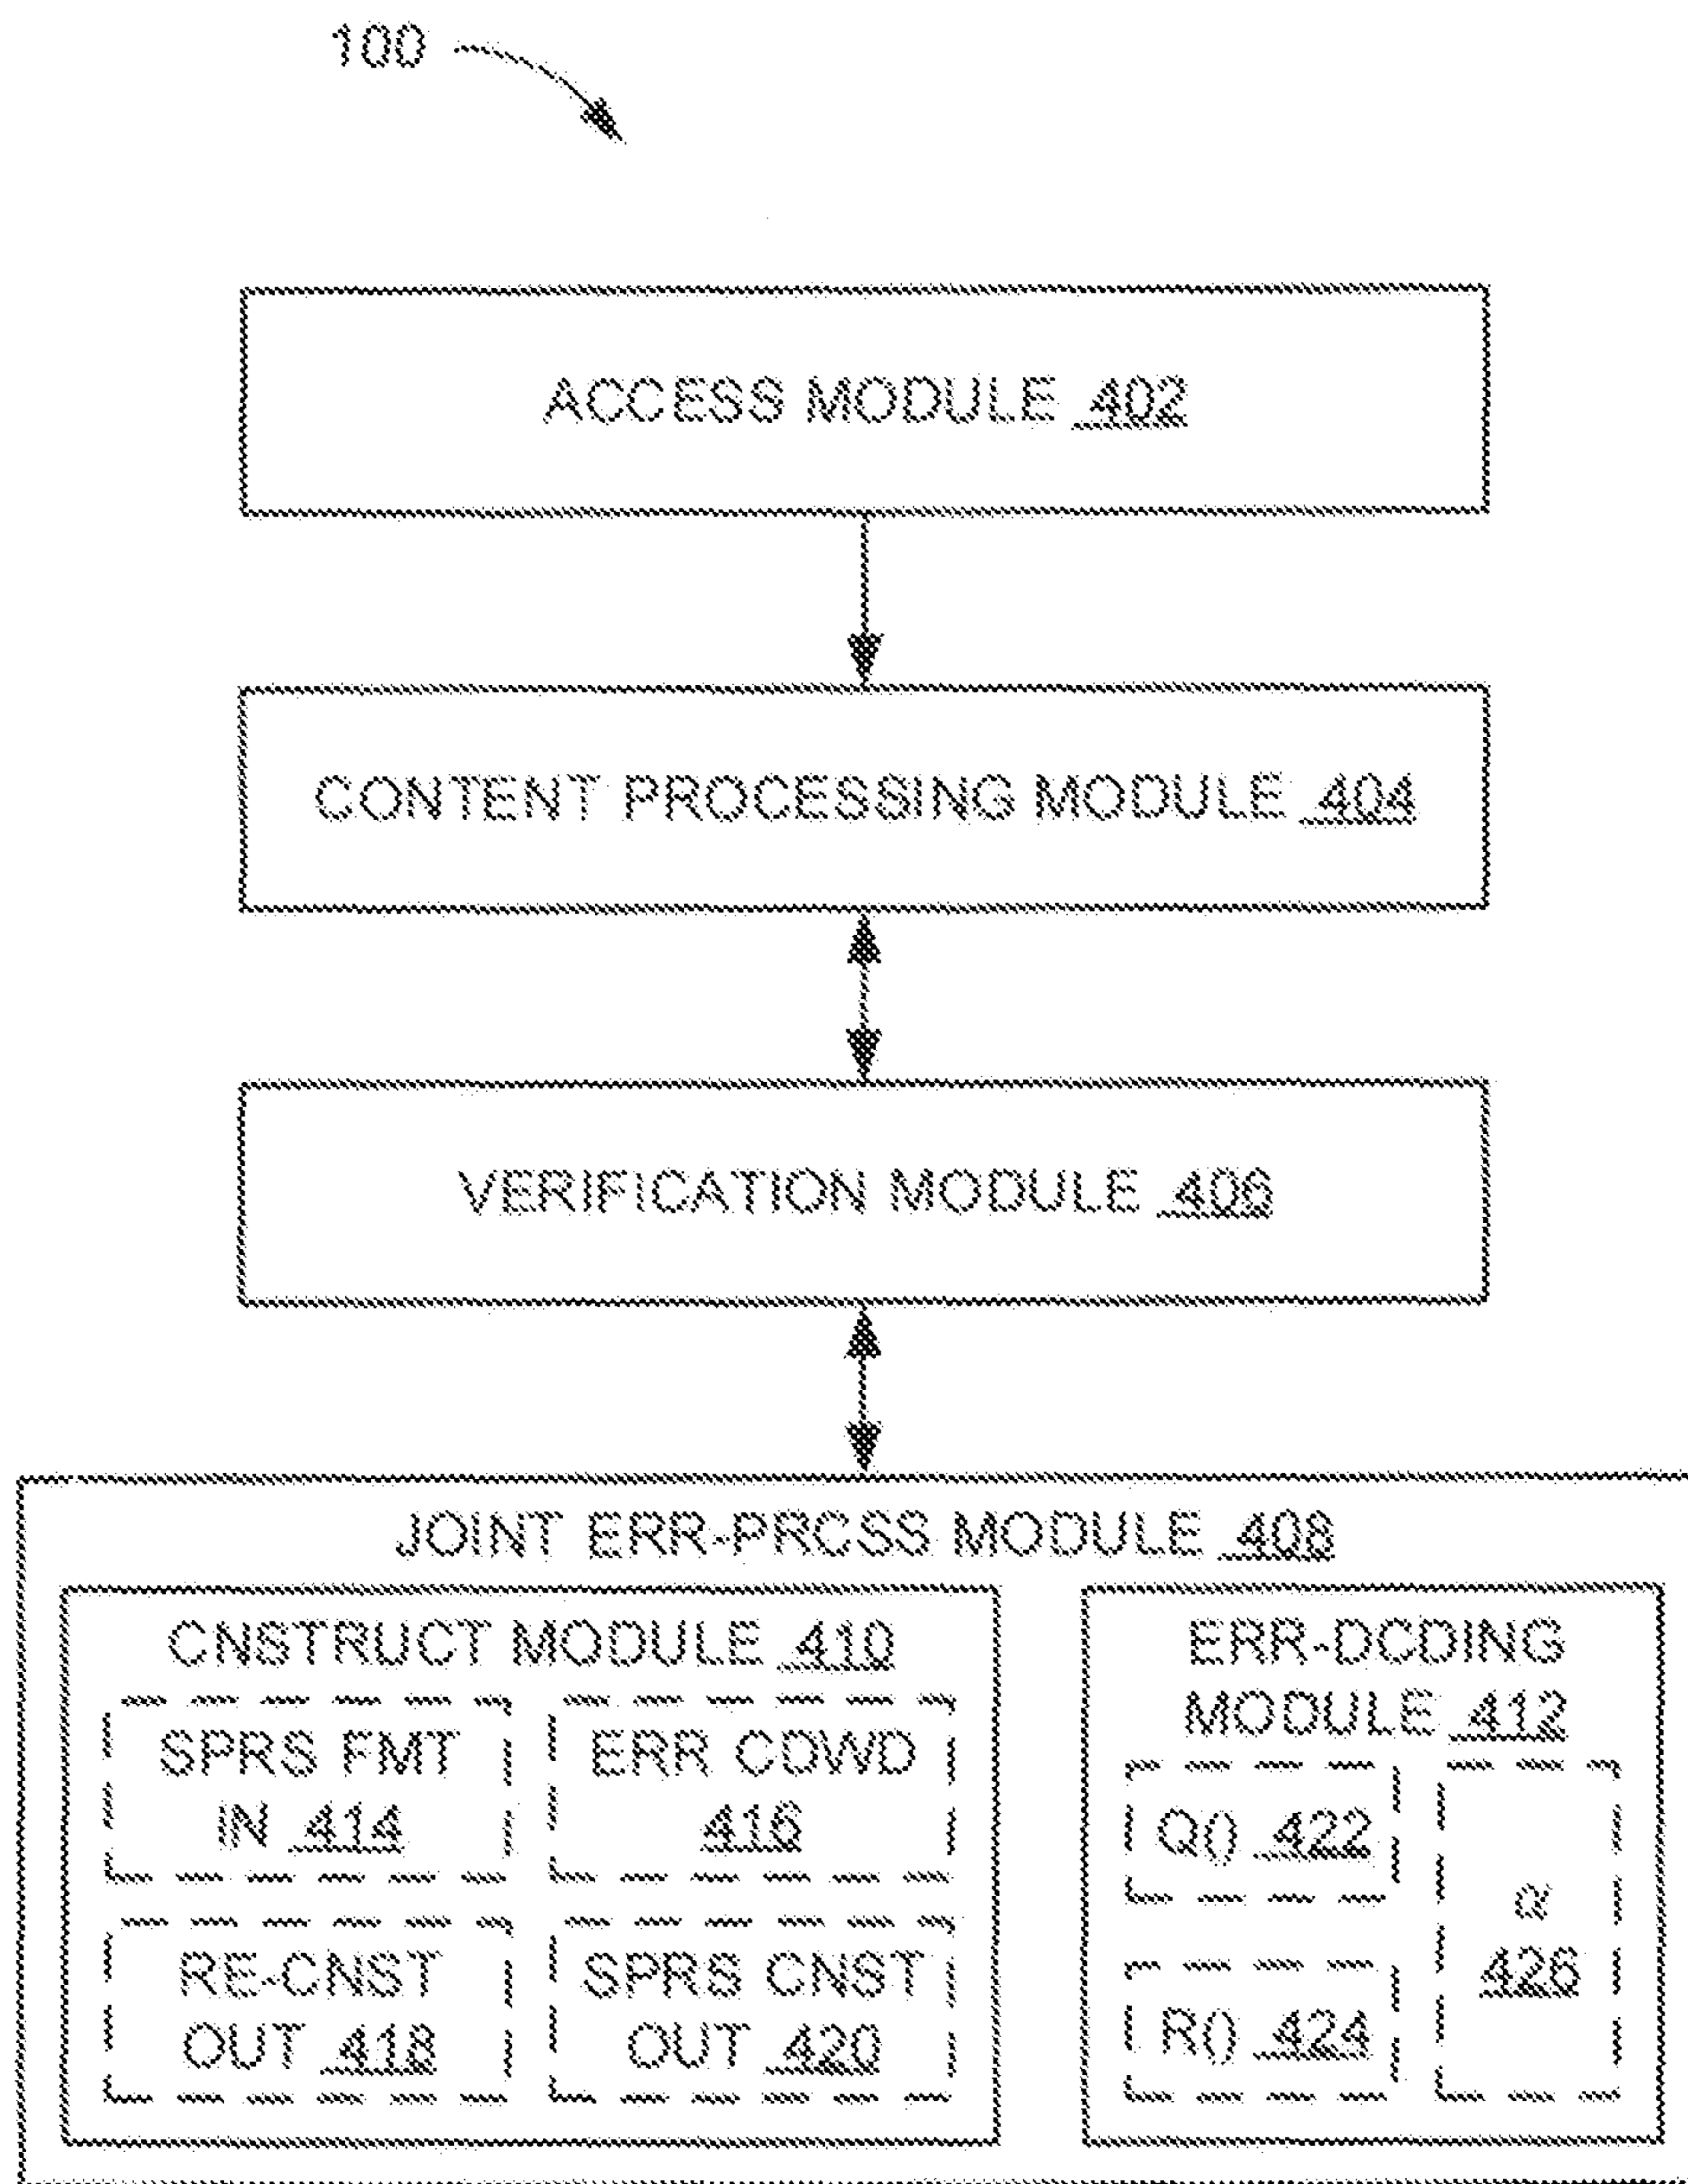 100
ACCESS MODULE 402
CONTENT PROCESSING MODULE 404
VERIFICATION MODULE 406
JOINT ERR-PRCSS MODULE 408
CNSTRUCT MODULE 410
SPRS FMT
IN 414
ERR CDWD
416
RE-CNST
OUT 418
SPRS CNST
OUT 420
ERR-DCDING
MODULE 412
Q() 422
R() 424
α
426